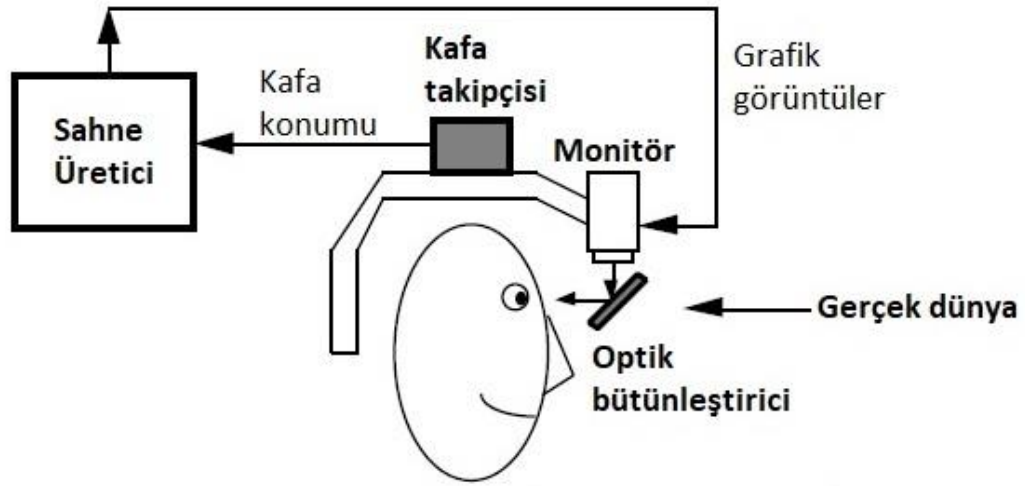 Kafa
takipçisi
Grafik
görüntüler
Kafa
konumu
Sahne
Üretici
Monitör
Gerçek dünya
Optik
bütünleştirici